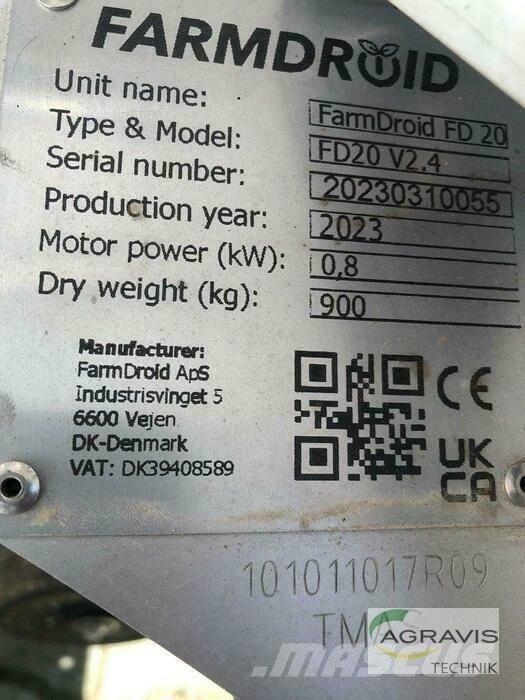 FARMDROID
Unit name: FarmDroid FD 20
Type & Model: FD20 V2.4
Serial number: 20230310055
Production year: 2023
Motor power (kW): 0,8
Dry weight (kg): 900
Manufacturer:
FarmDroid ApS
Industrisvinget 5
6600 Vejen
DK-Denmark
VAT: DK39408589
CE
UK
CA
101011017R09
TMA
AGRAVIS
TECHNIK